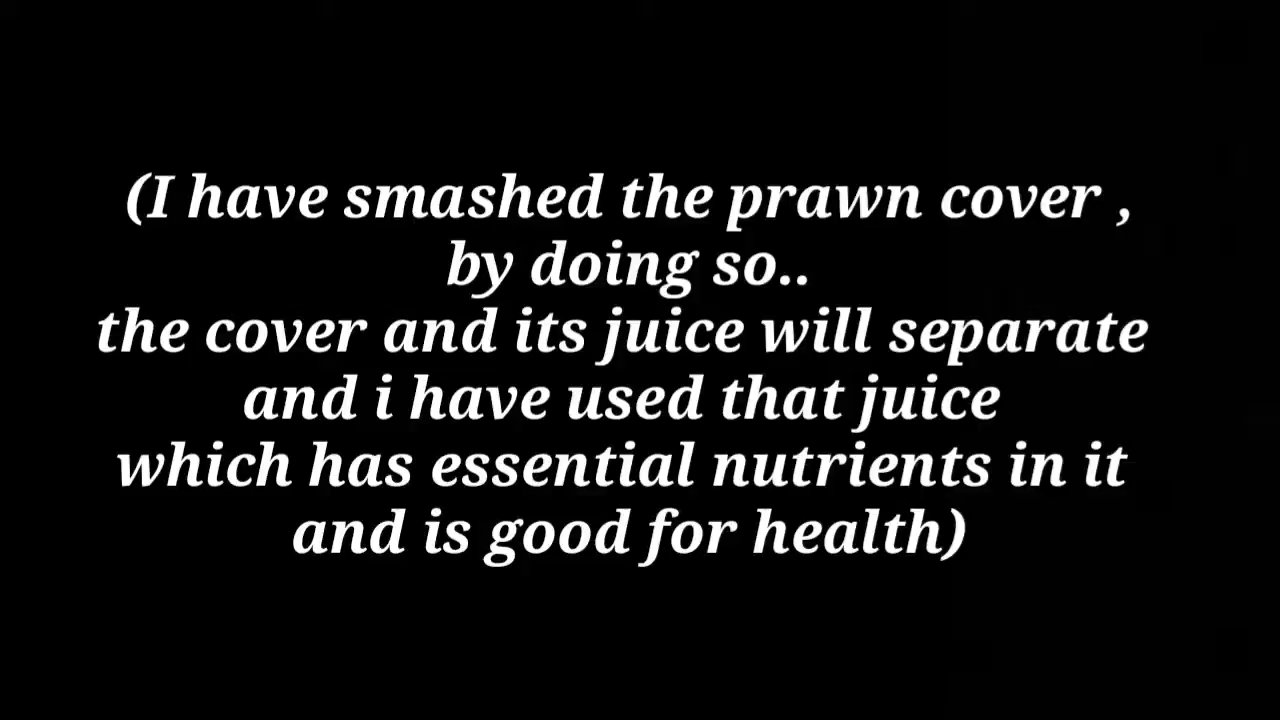 (I have smashed the prawn cover ,
by doing so..
the cover and its juice will separate
and i have used that juice
which has essential nutrients in it
and is good for health)